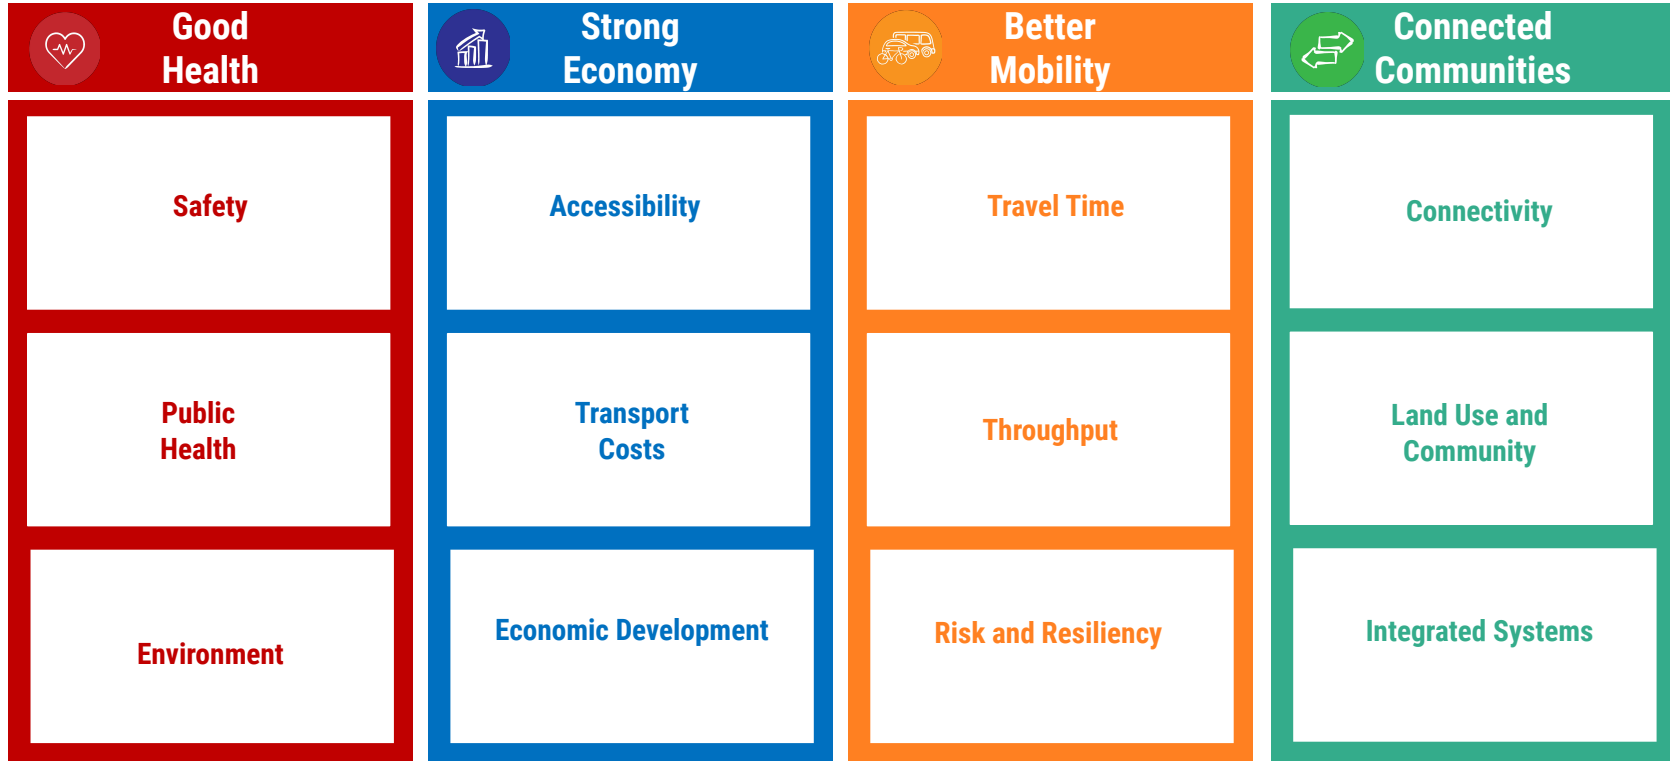 Good
Health
Safety
Public
Health
Environment
Strong
Economy
Accessibility
Transport
Costs
Economic Development
Better
Mobility
Travel Time
Throughput
Risk and Resiliency
Connected
Communities
Connectivity
Land Use and
Community
Integrated Systems